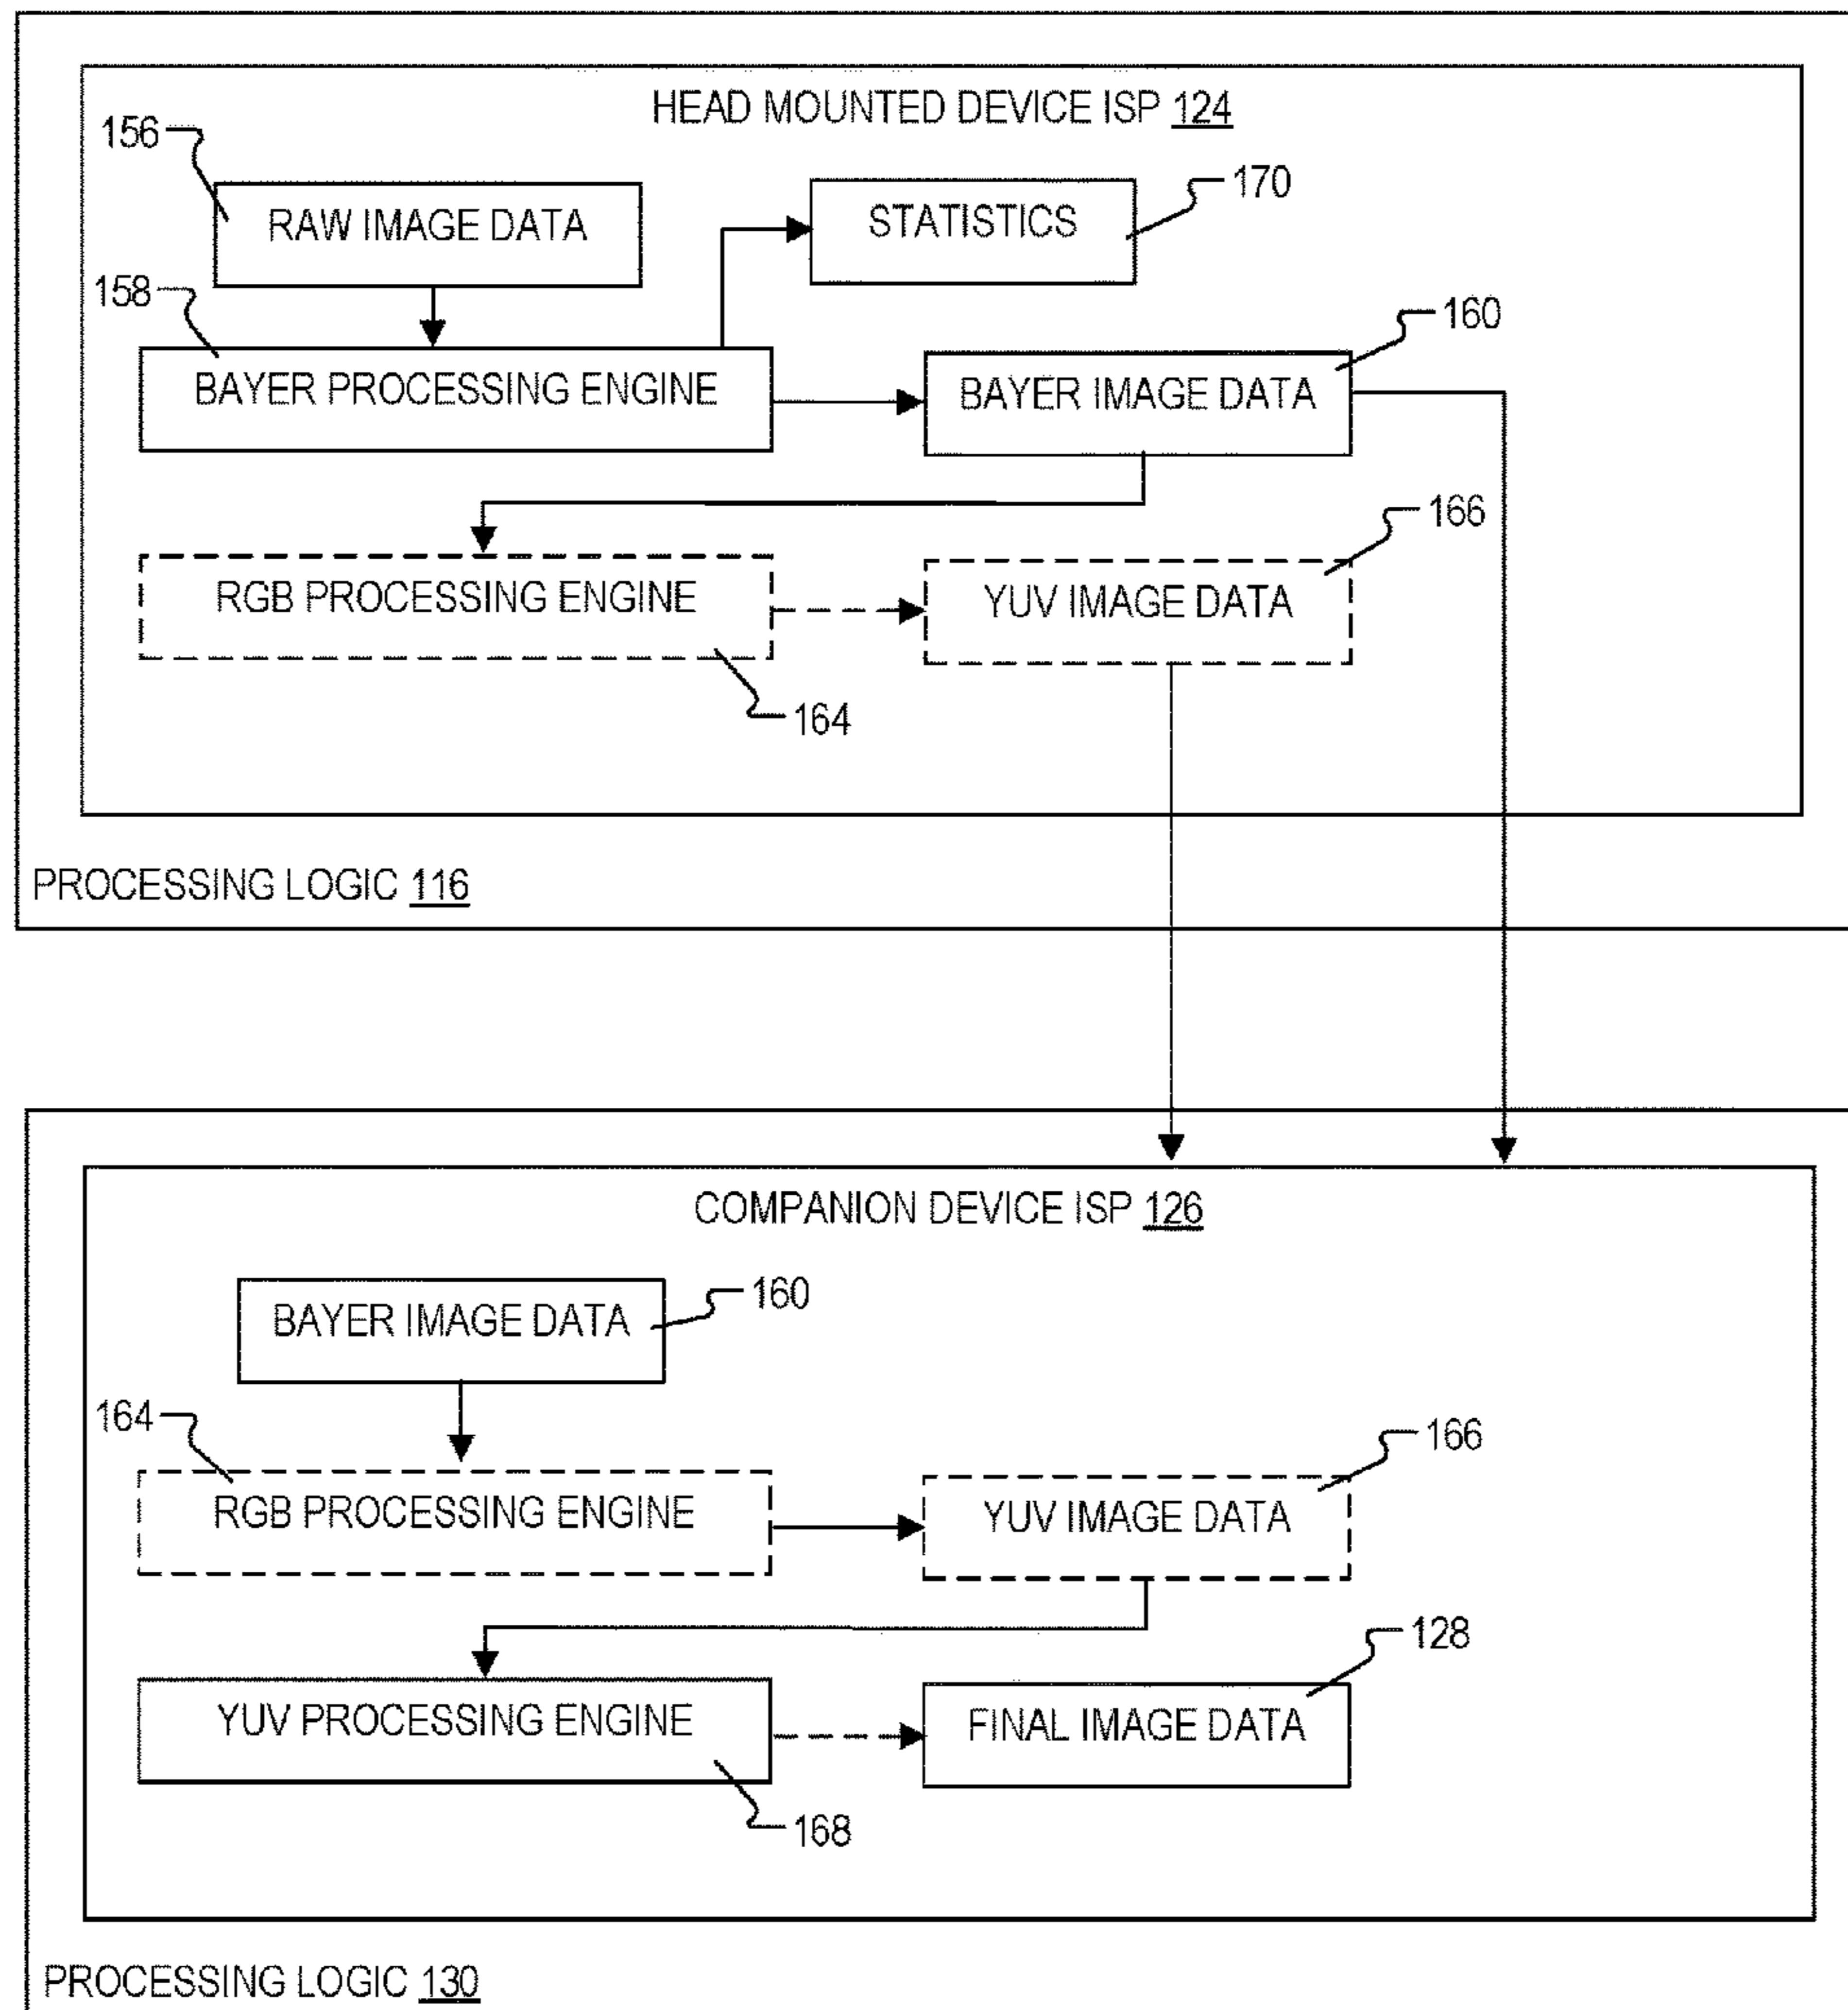 HEAD MOUNTED DEVICE ISP 124
156
RAW IMAGE DATA
STATISTICS
170
158
BAYER PROCESSING ENGINE
BAYER IMAGE DATA
160
RGB PROCESSING ENGINE
YUV IMAGE DATA
166
164
PROCESSING LOGIC 116
COMPANION DEVICE ISP 126
BAYER IMAGE DATA
160
164
RGB PROCESSING ENGINE
YUV IMAGE DATA
166
YUV PROCESSING ENGINE
FINAL IMAGE DATA
128
168
PROCESSING LOGIC 130